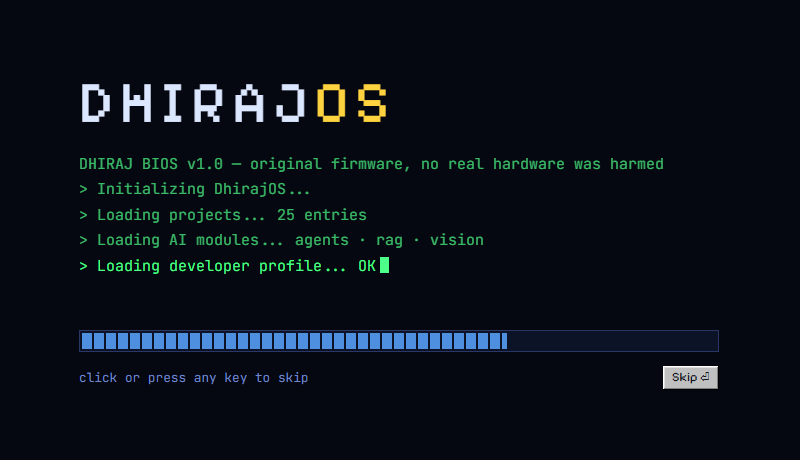 DHIRAJOS
DHIRAJ BIOS v1.0 — original firmware, no real hardware was harmed
> Initializing DhirajOS...
> Loading projects... 25 entries
> Loading AI modules... agents · rag · vision
> Loading developer profile... OK
click or press any key to skip
Skip ⏎